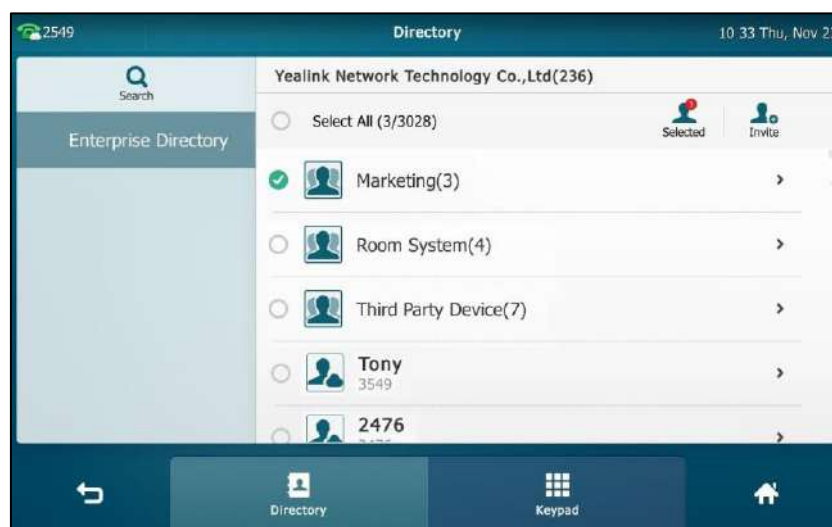 2549
Directory
10 33 Thu, Nov 2
Search
Enterprise Directory
Yealink Network Technology Co.,Ltd(236)
Select All (3/3028)
Selected
Invite
Marketing(3)
Room System(4)
Third Party Device(7)
Tony
3549
2476
Directory
Keypad